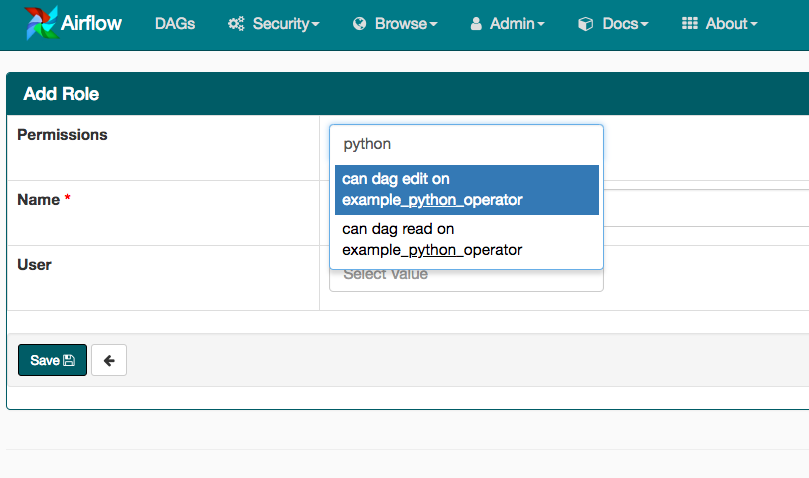 Airflow DAGs Security Browse Admin Docs About
Add Role
Permissions
python
can dag edit on
example_python_operator
can dag read on
example_python_operator
Name *
User
Select Value
Save